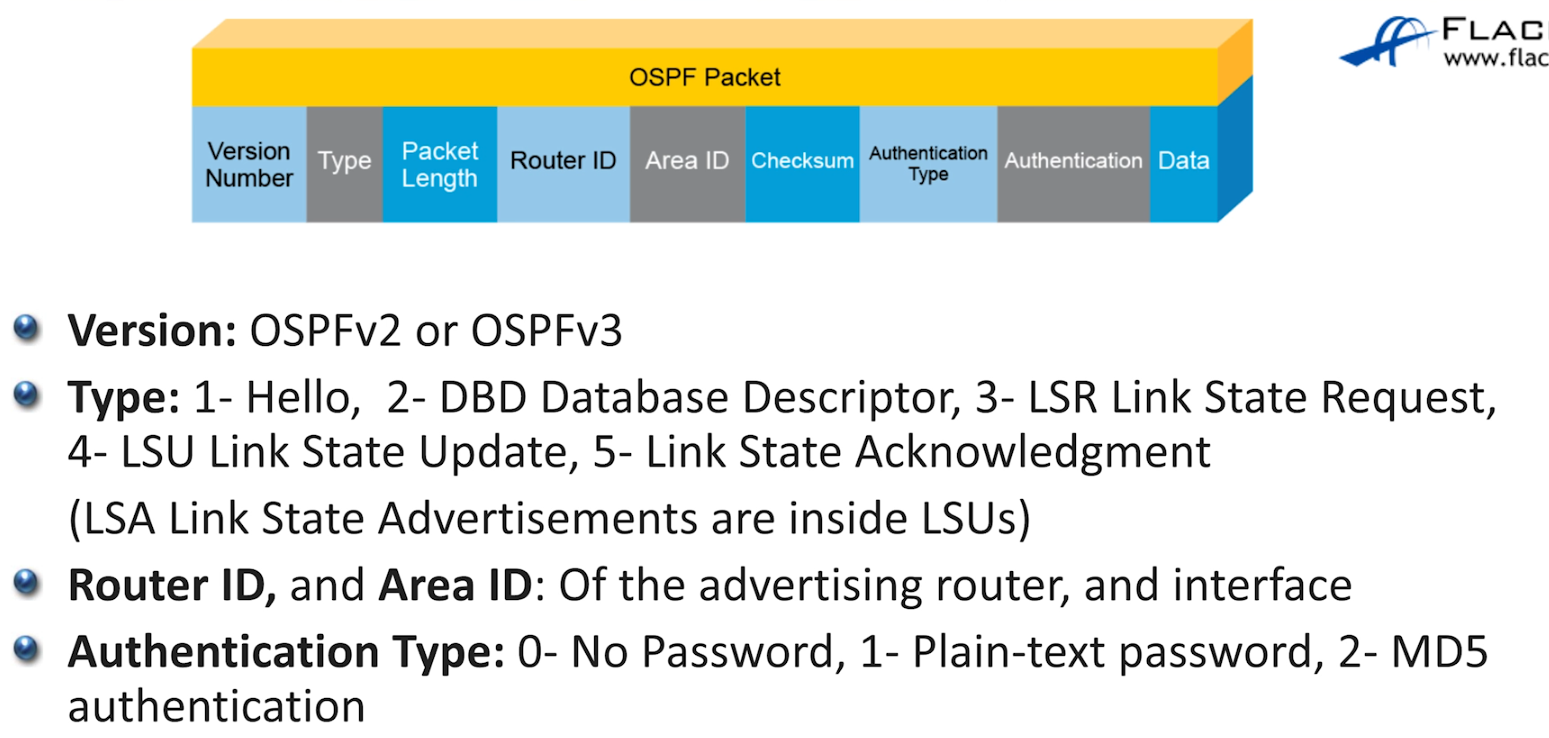 FLAC
www.flac
OSPF Packet
Version
Number
Type
Packet
Length
Router ID
Area ID
Checksum
Authentication
Type
Authentication
Data
Version: OSPFv2 or OSPFv3
Type: 1- Hello,  2- DBD Database Descriptor, 3- LSR Link State Request,
4- LSU Link State Update, 5- Link State Acknowledgment
(LSA Link State Advertisements are inside LSUs)
Router ID, and Area ID: Of the advertising router, and interface
Authentication Type: 0- No Password, 1- Plain-text password, 2- MD5
authentication